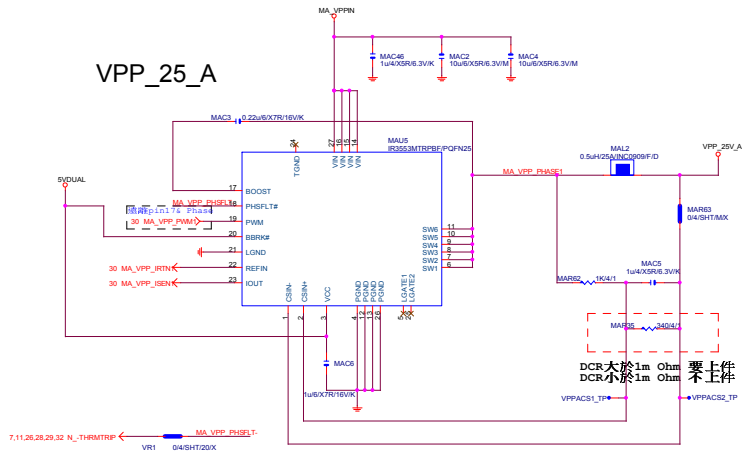 MA_VPPIN
VPP_25_A
MAC46
1u/4/X5R/6.3V/K
MAC2
10u/6/X5R/6.3V/M
MAC4
10u/6/X5R/6.3V/M
MAC3 0.22u/6/X7R/16V/K
MAU5
IR3553MTRPBF/PQFN25
24
TGND
27 16 15 14
VIN VIN VIN VIN
MAL2
0.5uH/25A/INC0909/F/D
VPP_25V_A
MA_VPP_PHASE1
5VDUAL
17 BOOST
MA_VPP_PHSFLT- 18 PHSFLT#
pin17& Phase
30 MA_VPP_PWM1 19 PWM
20 BBRK#
21 LGND
30 MA_VPP_IRTN1 22 REFIN
30 MA_VPP_ISEN1 23 IOUT
SW6 11
SW5 10
SW4 9
SW3 8
SW2 7
SW1 6
CSIN- CSIN+ VCC PGND PGND PGND PGND LGATE1 LGATE2
1 2 3 4 12 13 26 5
MAR63
0/4/SHT/M/X
MAC5
1u/4/X5R/6.3V/K
MAR62 1K/4/1
MAR35 340/4/1
DCR大於1m Ohm 要上件
DCR小於1m Ohm 不上件
VPPACS1_TP
VPPACS2_TP
MAC6
1u/6/X7R/16V/K
7,11,26,28,29,32 N_-THRMTRIP
MA_VPP_PHSFLT-
VR1 0/4/SHT/20/X